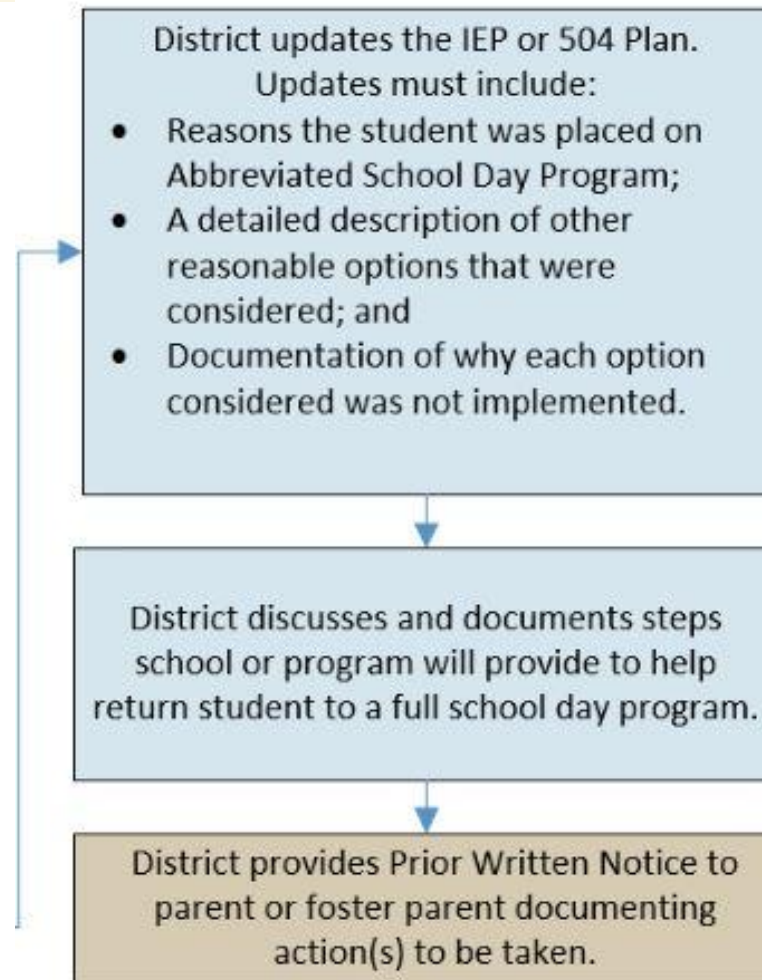 District updates the IEP or 504 Plan.
Updates must include:
• Reasons the student was placed on
Abbreviated School Day Program;
• A detailed description of other
reasonable options that were
considered; and
• Documentation of why each option
considered was not implemented.
District discusses and documents steps
school or program will provide to help
return student to a full school day program.
District provides Prior Written Notice to
parent or foster parent documenting
action(s) to be taken.